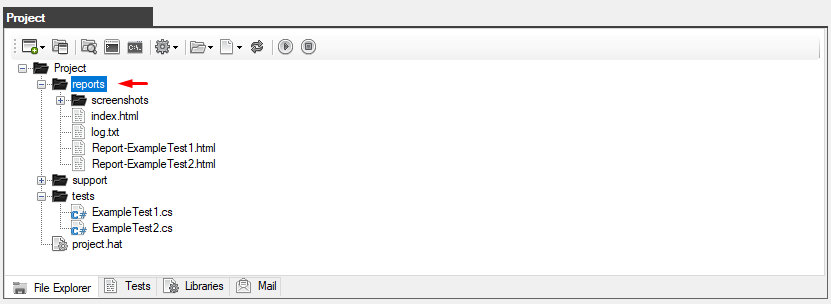 Project
Project
reports
screenshots
index.html
log.txt
Report-ExampleTest1.html
Report-ExampleTest2.html
support
tests
ExampleTest1.cs
ExampleTest2.cs
project.hat
File Explorer Tests Libraries Mail